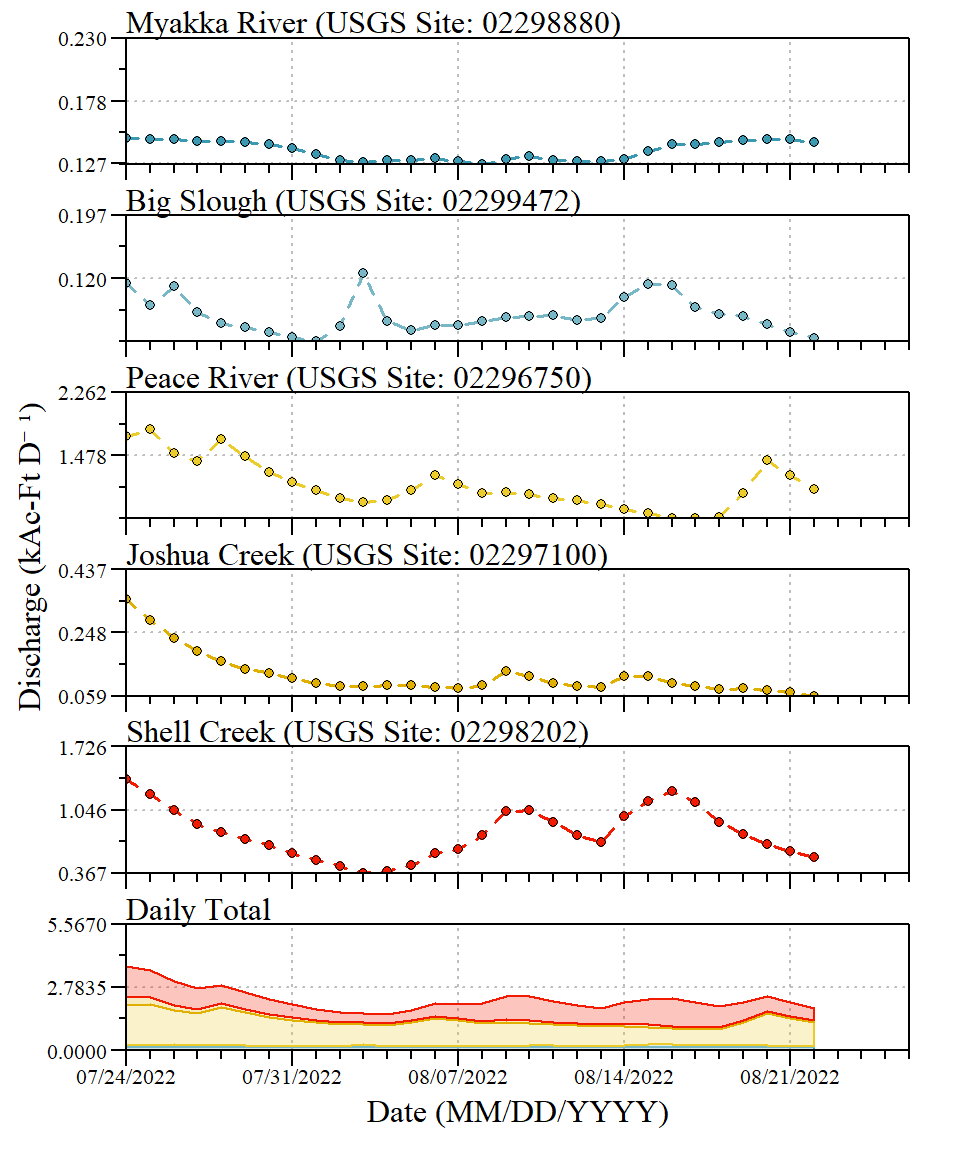 Myakka River (USGS Site: 02298880)
0.230
0.178
0.127
Big Slough (USGS Site: 02299472)
0.197
0.120
Peace River (USGS Site: 02296750)
2.262
1.478
Discharge (kAc-Ft D⁻¹)
Joshua Creek (USGS Site: 02297100)
0.437
0.248
0.059
Shell Creek (USGS Site: 02298202)
1.726
1.046
0.367
Daily Total
5.5670
2.7835
0.0000
07/24/2022 07/31/2022 08/07/2022 08/14/2022 08/21/2022
Date (MM/DD/YYYY)